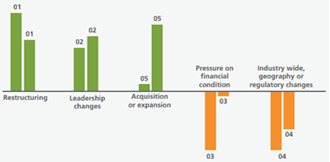 01
01
Restructuring
02
02
Leadership
changes
05
05
Acquisition
or expansion
Pressure on
financial
condition
03
03
Industry wide,
geography or
regulatory changes
04
04